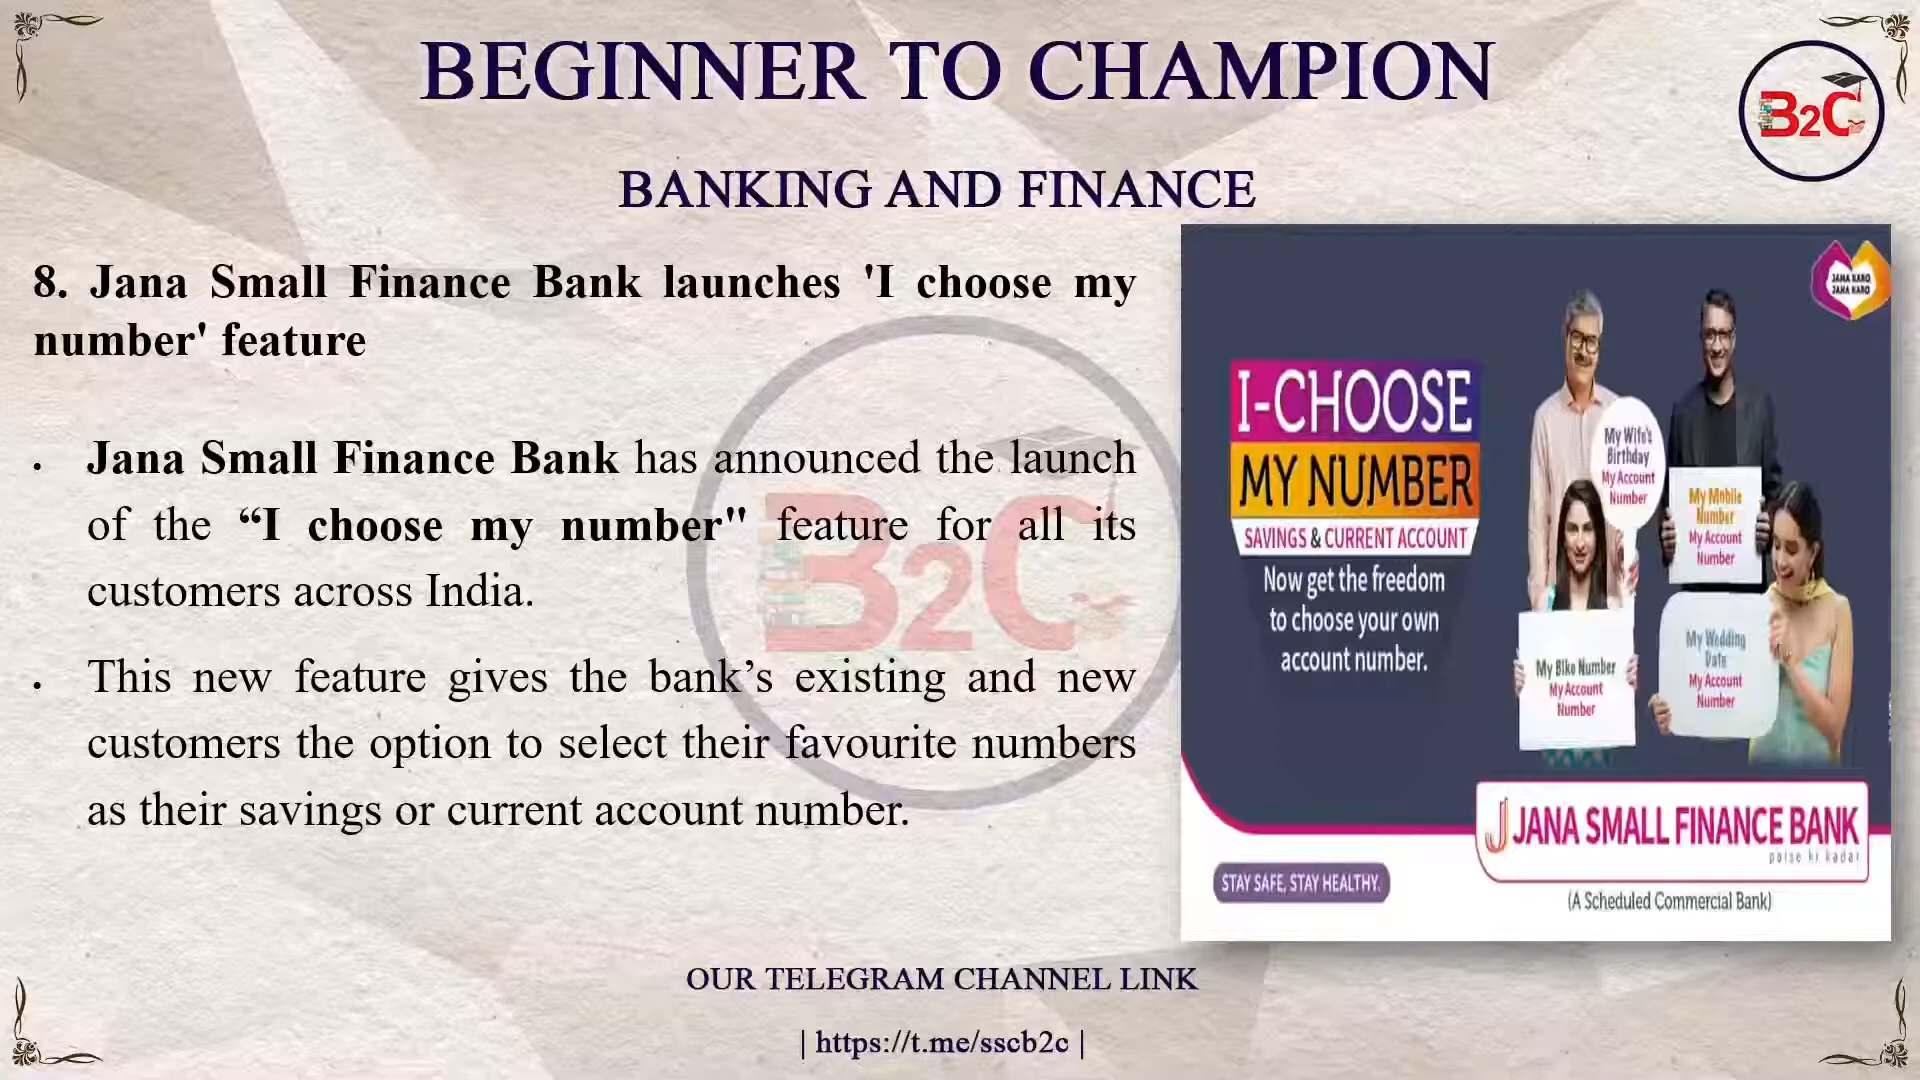 BEGINNER TO CHAMPION
B2C
BANKING AND FINANCE
8. Jana Small Finance Bank launches 'I choose my
number' feature
• Jana Small Finance Bank has announced the launch
of the “I choose my number" feature for all its
customers across India.
• This new feature gives the bank’s existing and new
customers the option to select their favourite numbers
as their savings or current account number.
B2C
JANA KARO
JANA KARO
I-CHOOSE
MY NUMBER
SAVINGS & CURRENT ACCOUNT
Now get the freedom
to choose your own
account number.
My Wife's
Birthday
My Account
Number
My Mobile
Number
My Account
Number
My Bike Number
My Account
Number
My Wedding
Date
My Account
Number
JANA SMALL FINANCE BANK
paise ki kadar
(A Scheduled Commercial Bank)
STAY SAFE, STAY HEALTHY.
OUR TELEGRAM CHANNEL LINK
| https://t.me/sscb2c |